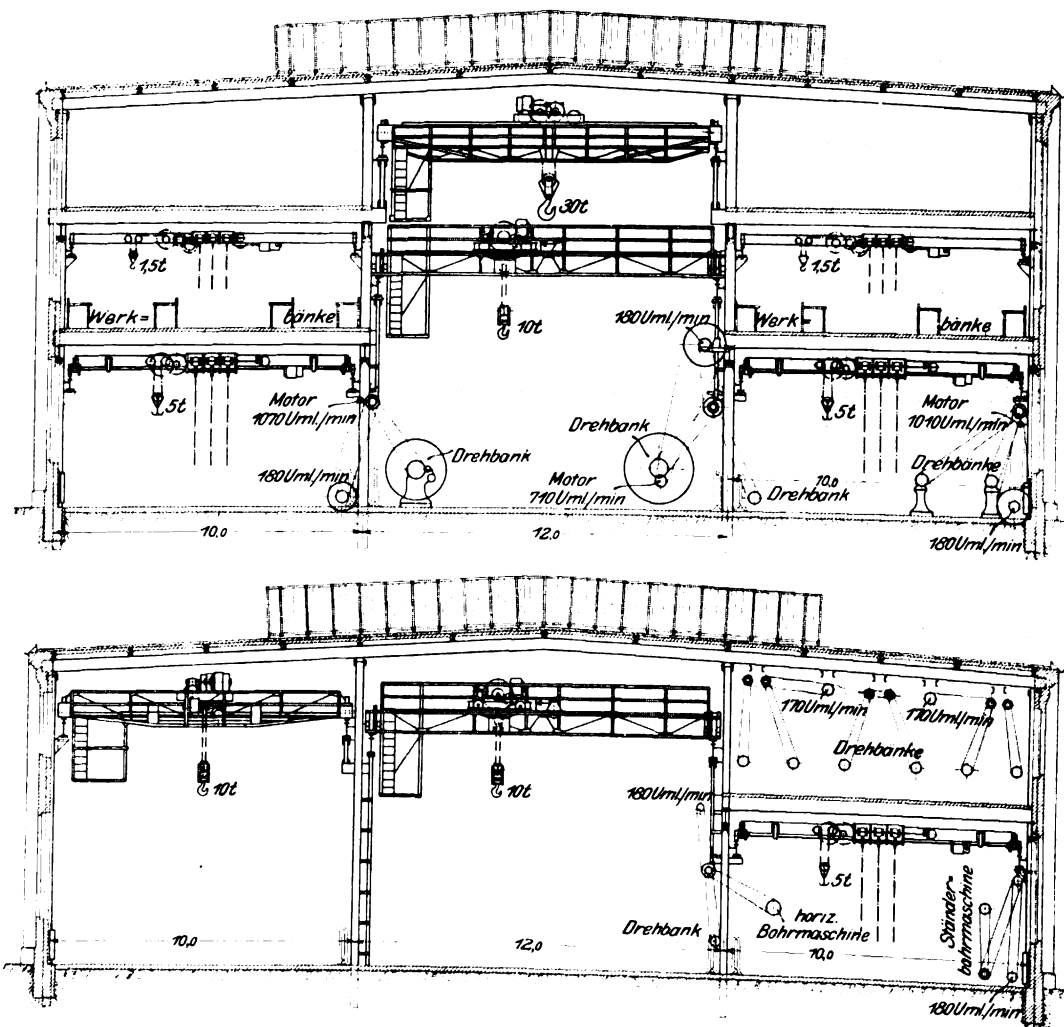 30t
1,5t
1,5t
Werk=
bänke
10t
180Uml/min
Werk=
bänke
5t
5t
Motor
1070Uml./min
Motor
1010Uml./min
Drehbank
Drehbank
Drehbänke
180Uml/min
Motor
710Uml/min
10,0
Drehbank
10,0
12,0
180Uml./min
170Uml/min
170Uml/min
Drehbänke
10t
10t
180Uml./min
5t
Ständer=
bohrmaschine
horiz.
Bohrmaschine
Drehbank
10,0
12,0
10,0
180Uml./min